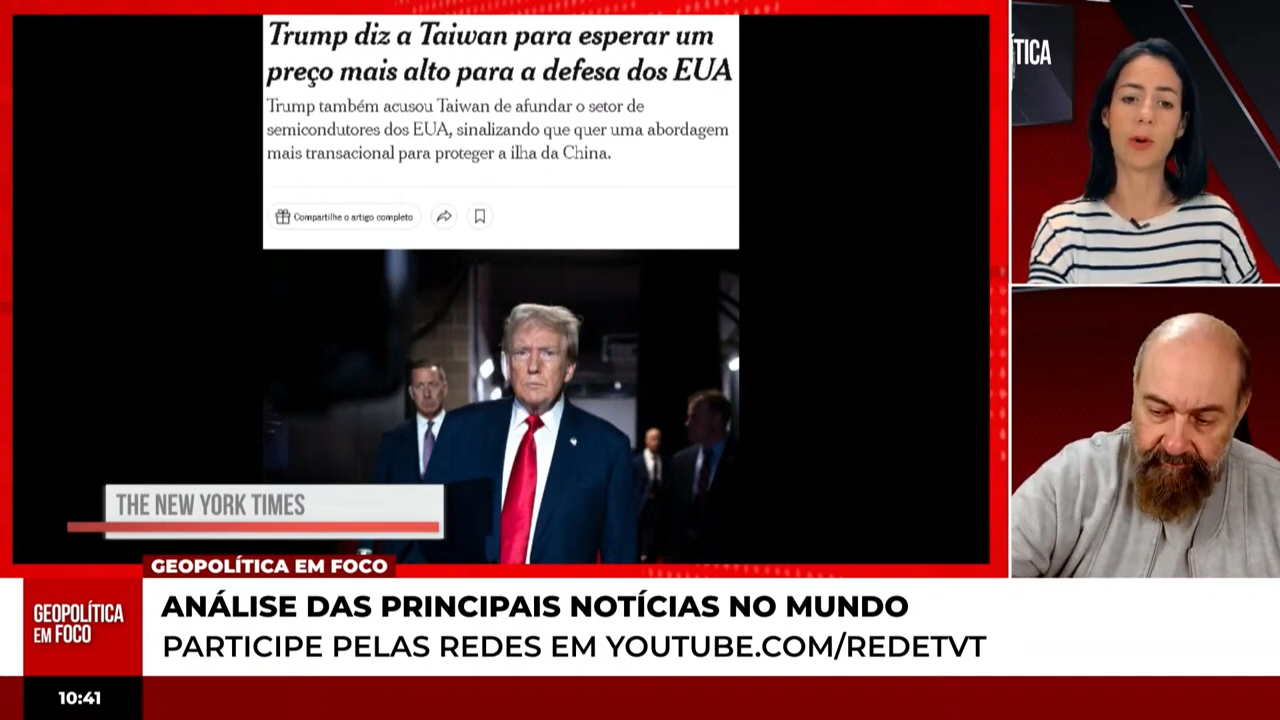 Trump diz a Taiwan para esperar um
preço mais alto para a defesa dos EUA
Trump também acusou Taiwan de afundar o setor de
semicondutores dos EUA, sinalizando que quer uma abordagem
mais transacional para proteger a ilha da China.
Compartilhe o artigo completo
TICA
THE NEW YORK TIMES
GEOPOLÍTICA EM FOCO
GEOPOLÍTICA
EM FOCO
ANÁLISE DAS PRINCIPAIS NOTÍCIAS NO MUNDO
PARTICIPE PELAS REDES EM YOUTUBE.COM/REDETVT
10:41